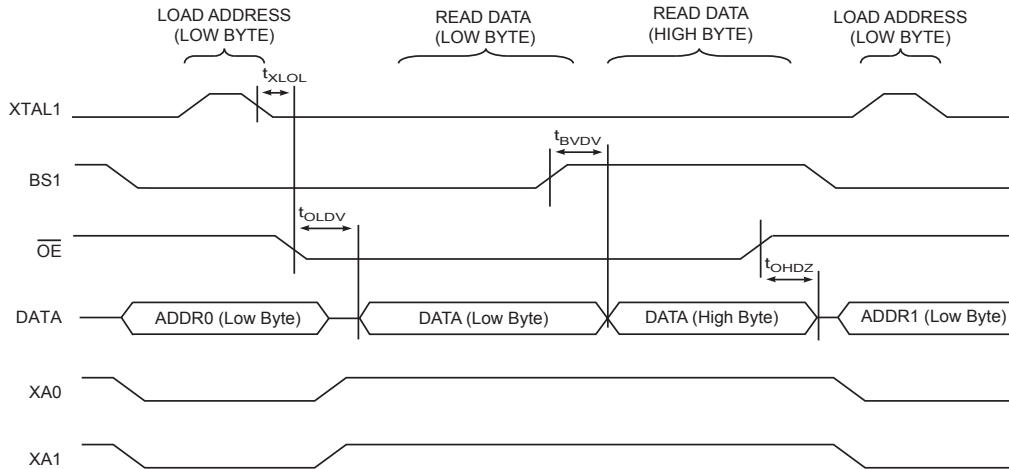 LOAD ADDRESS
(LOW BYTE)
READ DATA
(LOW BYTE)
READ DATA
(HIGH BYTE)
LOAD ADDRESS
(LOW BYTE)
tXLOL
XTAL1
tBVDV
BS1
tOLDV
OE
tOHDZ
DATA
ADDR0 (Low Byte)
DATA (Low Byte)
DATA (High Byte)
ADDR1 (Low Byte)
XA0
XA1